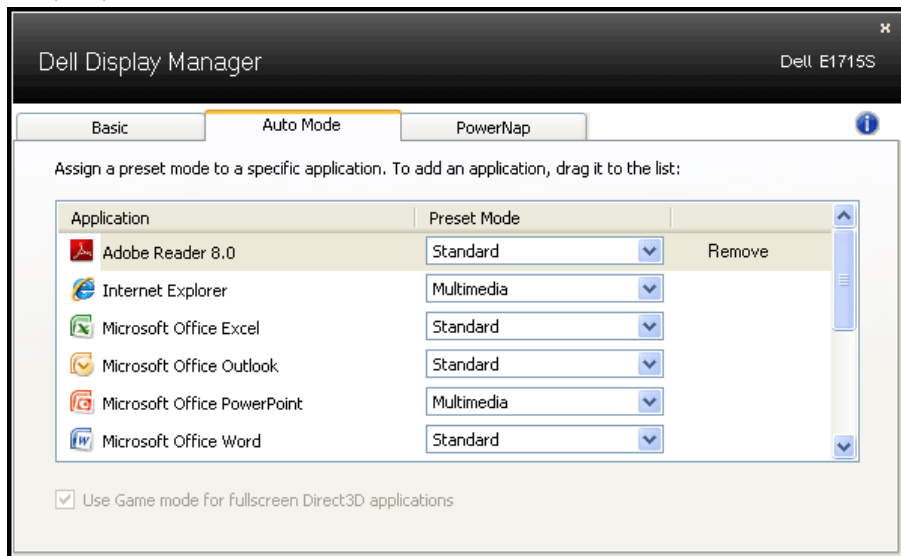 Dell Display Manager
Dell E1715S
Basic Auto Mode PowerNap
Assign a preset mode to a specific application. To add an application, drag it to the list:
Application Preset Mode
Adobe Reader 8.0 Standard Remove
Internet Explorer Multimedia
Microsoft Office Excel Standard
Microsoft Office Outlook Standard
Microsoft Office PowerPoint Multimedia
Microsoft Office Word Standard
Use Game mode for fullscreen Direct3D applications